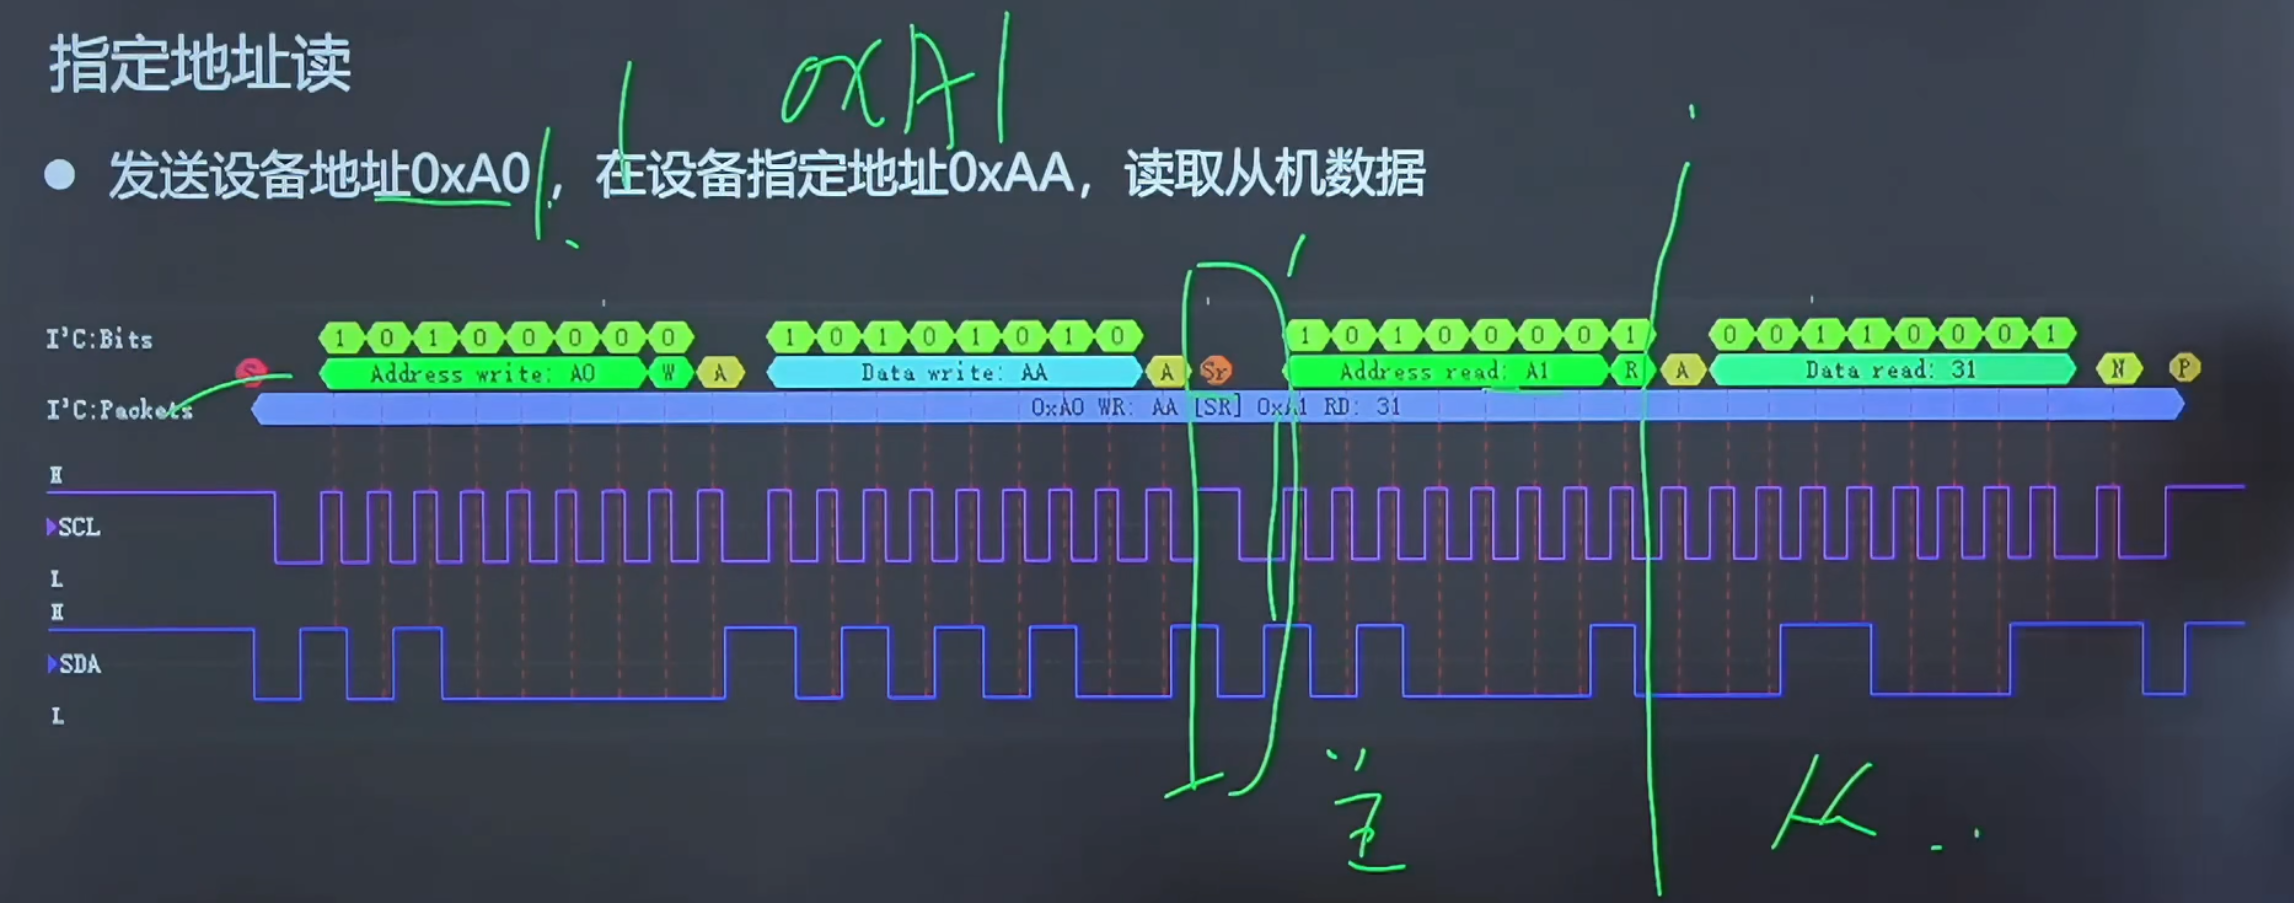 指定地址读
0xA1
发送设备地址0xA0，在设备指定地址0xAA，读取从机数据
I²C:Bits 1 0 1 0 0 0 0 0 1 0 1 0 1 0 1 0 1 0 1 0 0 0 0 1 0 0 1 1 0 0 0 1
S Address write: A0 W A Data write: AA A Sr Address read: A1 R A Data read: 31 N P
I²C:Packets 0xA0 WR: AA [SR] 0xA1 RD: 31
H
SCL
L
H
SDA
L
主
从